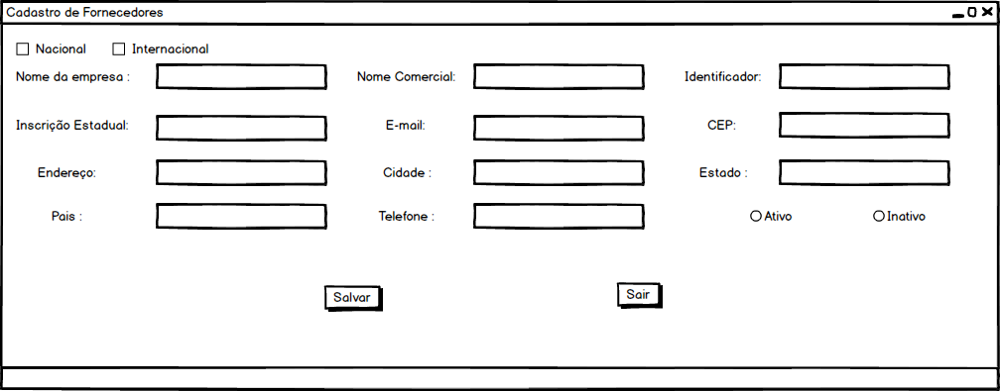 Cadastro de Fornecedores
Nacional Internacional
Nome da empresa : Nome Comercial: Identificador:
Inscrição Estadual: E-mail: CEP:
Endereço: Cidade : Estado :
Pais : Telefone : Ativo Inativo
Salvar Sair